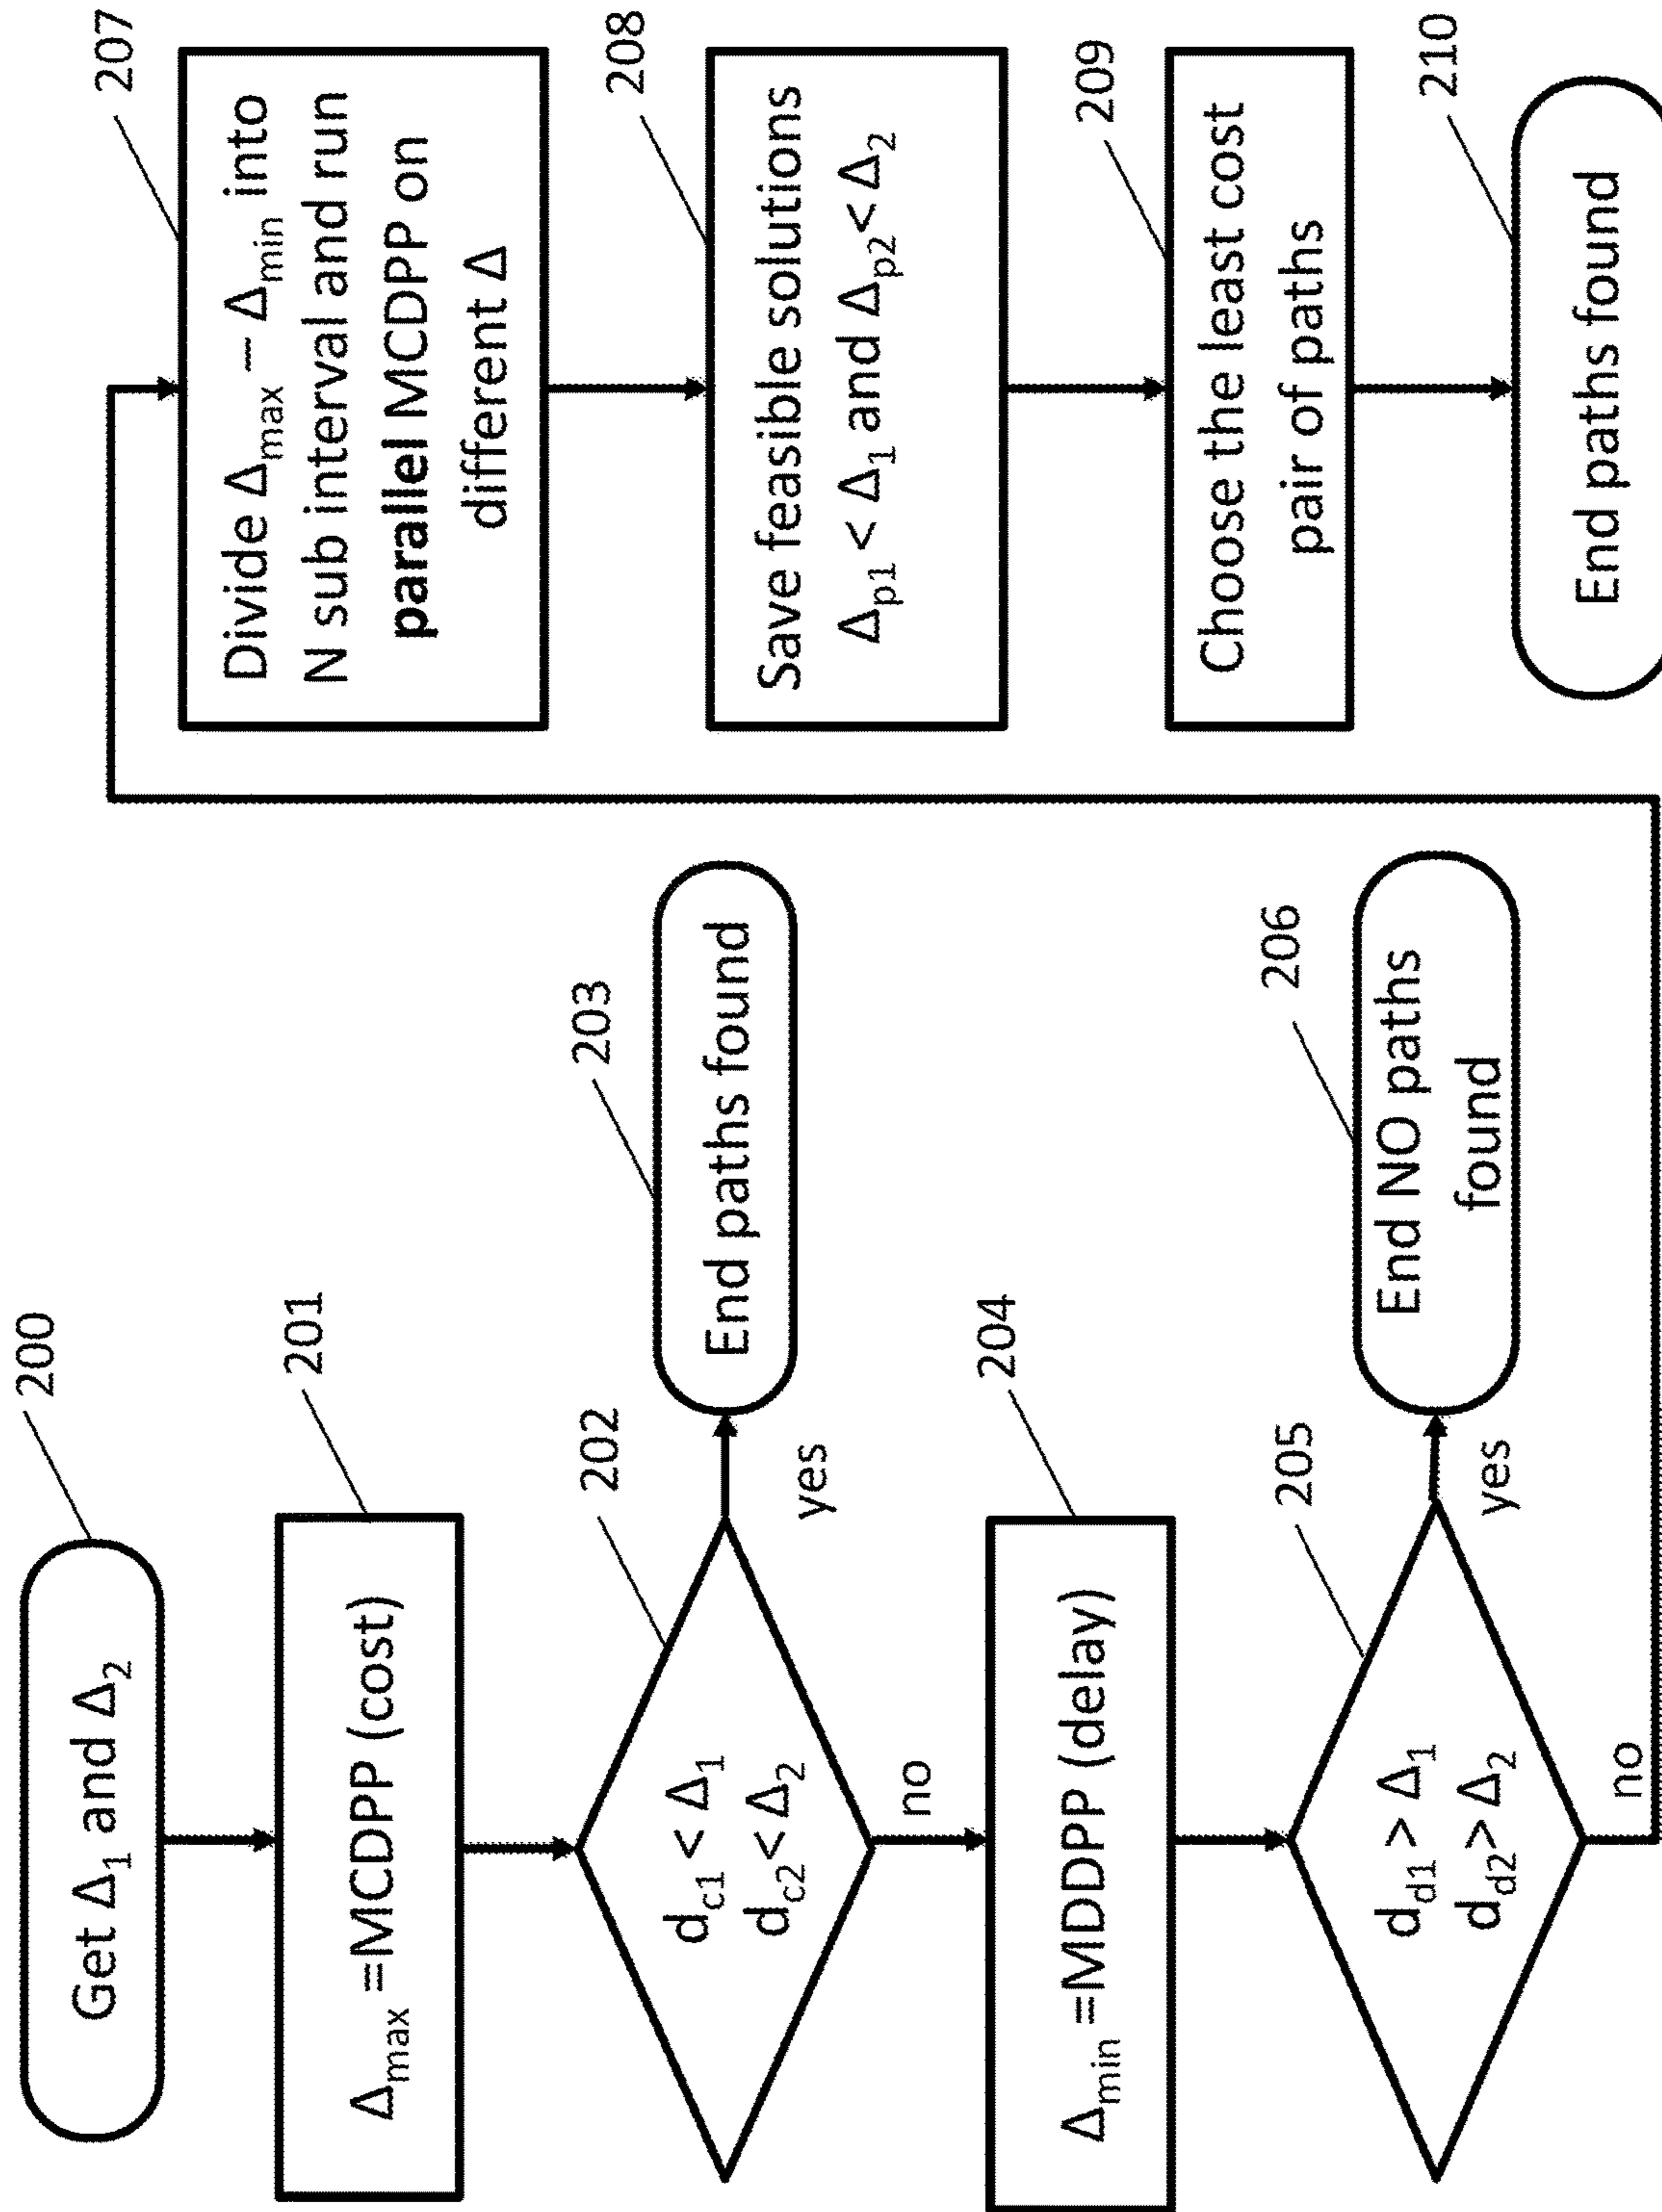 200
Get Δ₁ and Δ₂
201
Δmax =MCDPP (cost)
202
dc1 < Δ₁
dc2 < Δ₂
yes
203
End paths found
no
204
Δmin =MDDPP (delay)
205
dd1 > Δ₁
dd2 > Δ₂
yes
206
End NO paths
found
no
207
Divide Δmax − Δmin into
N sub interval and run
parallel MCDPP on
different Δ
208
Save feasible solutions
Δp1 < Δ₁ and Δp2 < Δ₂
209
Choose the least cost
pair of paths
210
End paths found